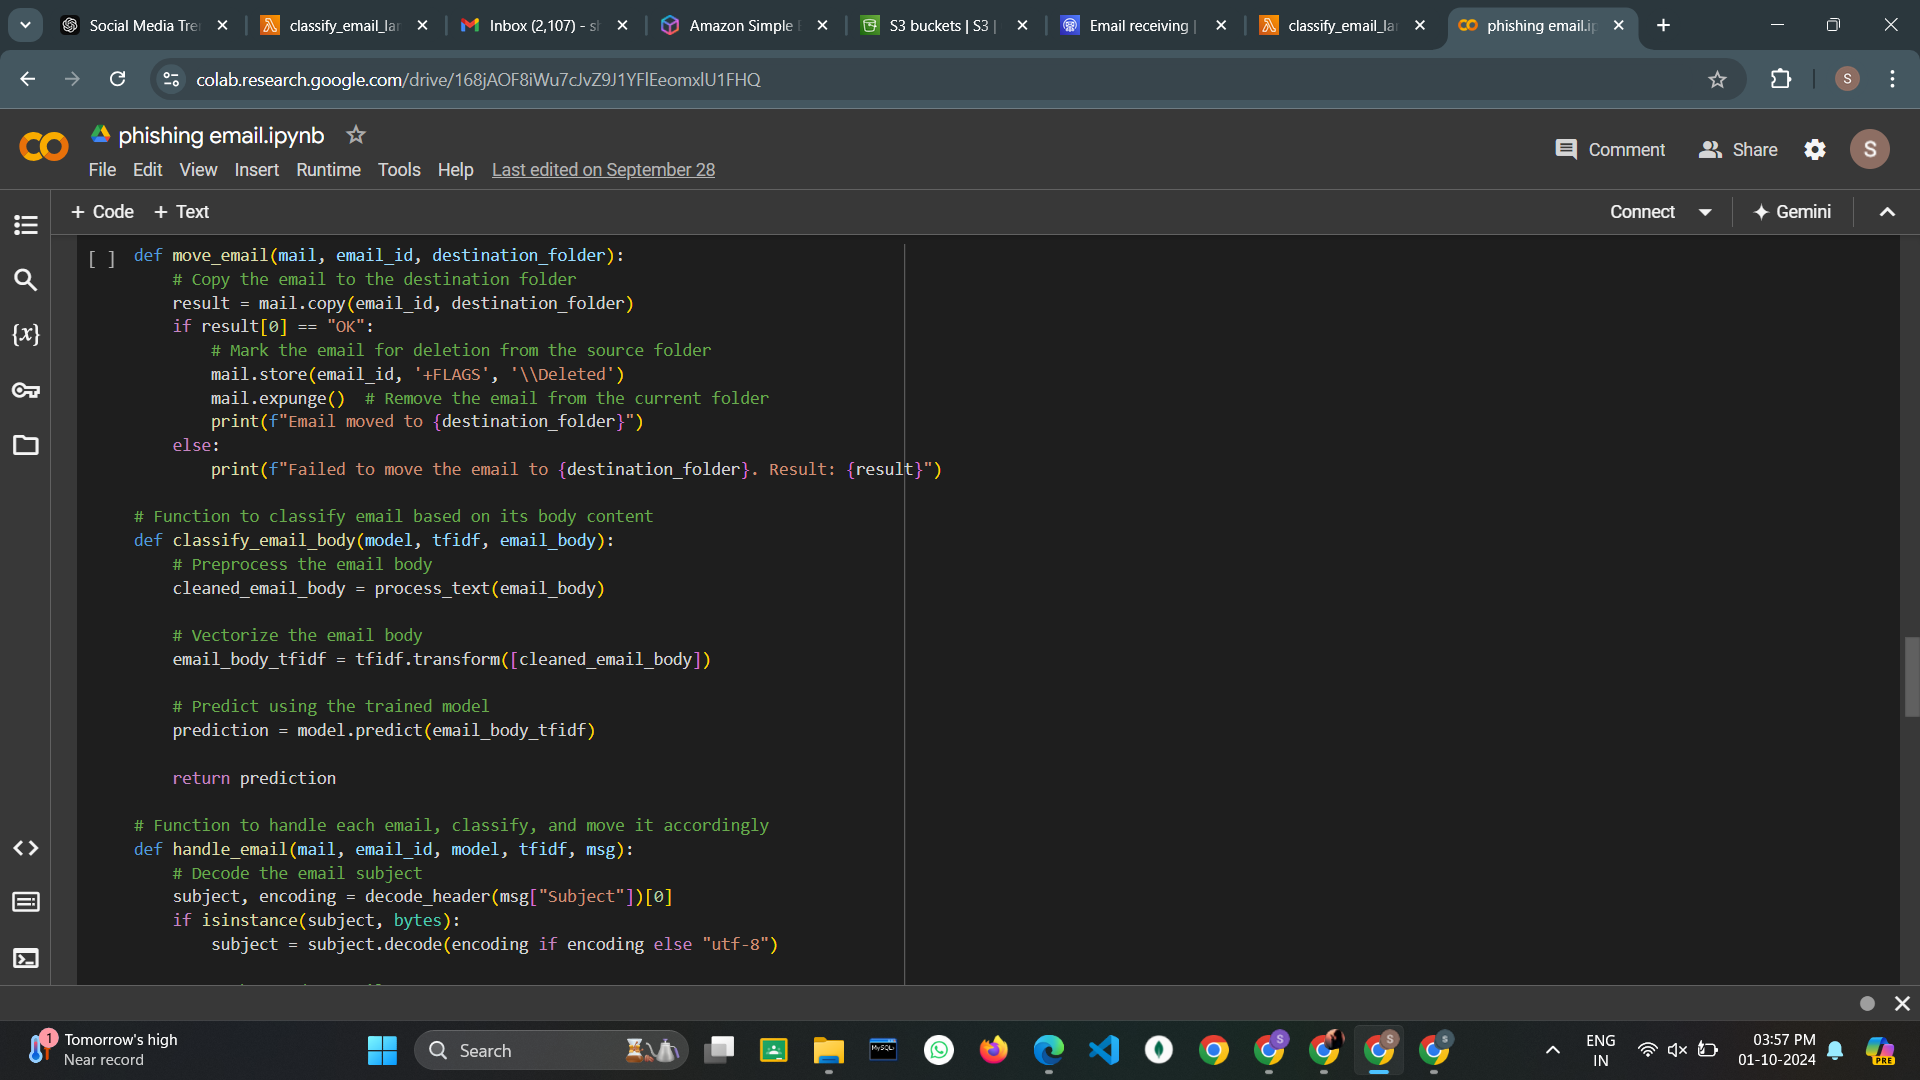 Social Media Tre
classify_email_lar
Inbox (2,107) - sh
Amazon Simple E
S3 buckets | S3 |
Email receiving |
classify_email_lar
phishing email.ip
colab.research.google.com/drive/168jAOF8iWu7cJvZ9J1YFlEeomxlU1FHQ
S
phishing email.ipynb
Comment
Share
S
File Edit View Insert Runtime Tools Help Last edited on September 28
+ Code + Text
Connect
Gemini
[ ] def move_email(mail, email_id, destination_folder):
# Copy the email to the destination folder
result = mail.copy(email_id, destination_folder)
if result[0] == "OK":
# Mark the email for deletion from the source folder
mail.store(email_id, '+FLAGS', '\\Deleted')
mail.expunge()  # Remove the email from the current folder
print(f"Email moved to {destination_folder}")
else:
print(f"Failed to move the email to {destination_folder}. Result: {result}")
# Function to classify email based on its body content
def classify_email_body(model, tfidf, email_body):
# Preprocess the email body
cleaned_email_body = process_text(email_body)
# Vectorize the email body
email_body_tfidf = tfidf.transform([cleaned_email_body])
# Predict using the trained model
prediction = model.predict(email_body_tfidf)
return prediction
# Function to handle each email, classify, and move it accordingly
def handle_email(mail, email_id, model, tfidf, msg):
# Decode the email subject
subject, encoding = decode_header(msg["Subject"])[0]
if isinstance(subject, bytes):
subject = subject.decode(encoding if encoding else "utf-8")
1
Tomorrow's high
Near record
Search
MySQL
S
S
S
ENG
IN
03:57 PM
01-10-2024
PRE